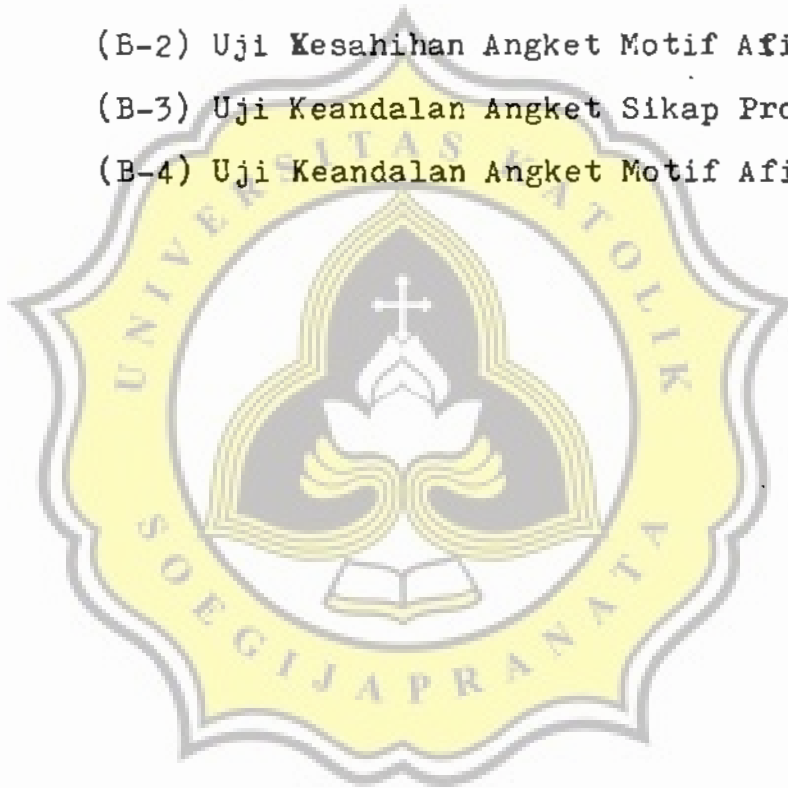 (B-2) Uji Kesahihan Angket Motif Afi
(B-3) Uji Keandalan Angket Sikap Pro
(B-4) Uji Keandalan Angket Motif Afi
UNIVERSITAS KATOLIK
SOEGIJAPRANATA